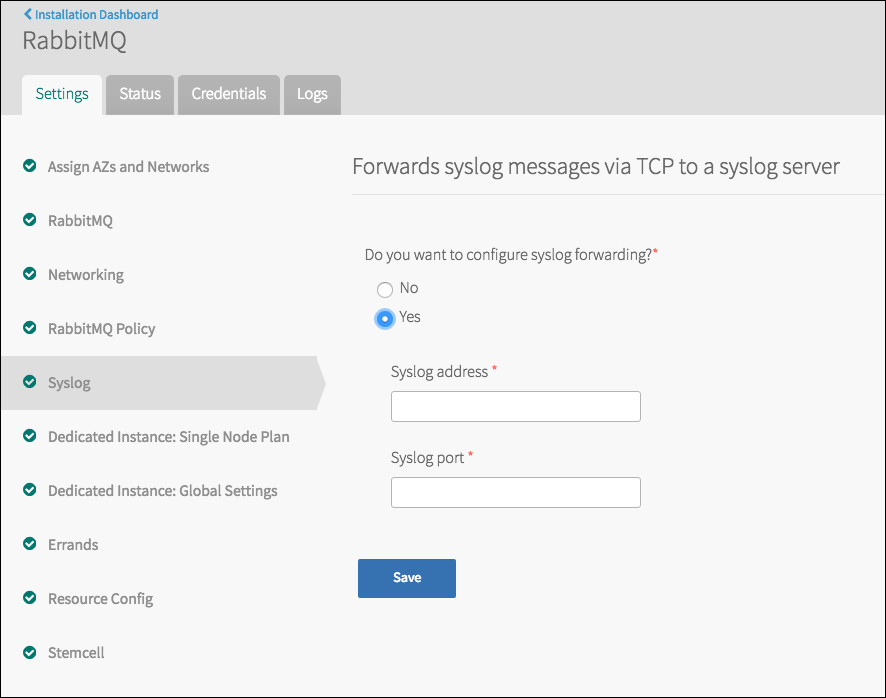 Installation Dashboard
RabbitMQ
Settings Status Credentials Logs
Assign AZs and Networks
RabbitMQ
Networking
RabbitMQ Policy
Syslog
Dedicated Instance: Single Node Plan
Dedicated Instance: Global Settings
Errands
Resource Config
Stemcell
Forwards syslog messages via TCP to a syslog server
Do you want to configure syslog forwarding?*
No
Yes
Syslog address *
Syslog port *
Save